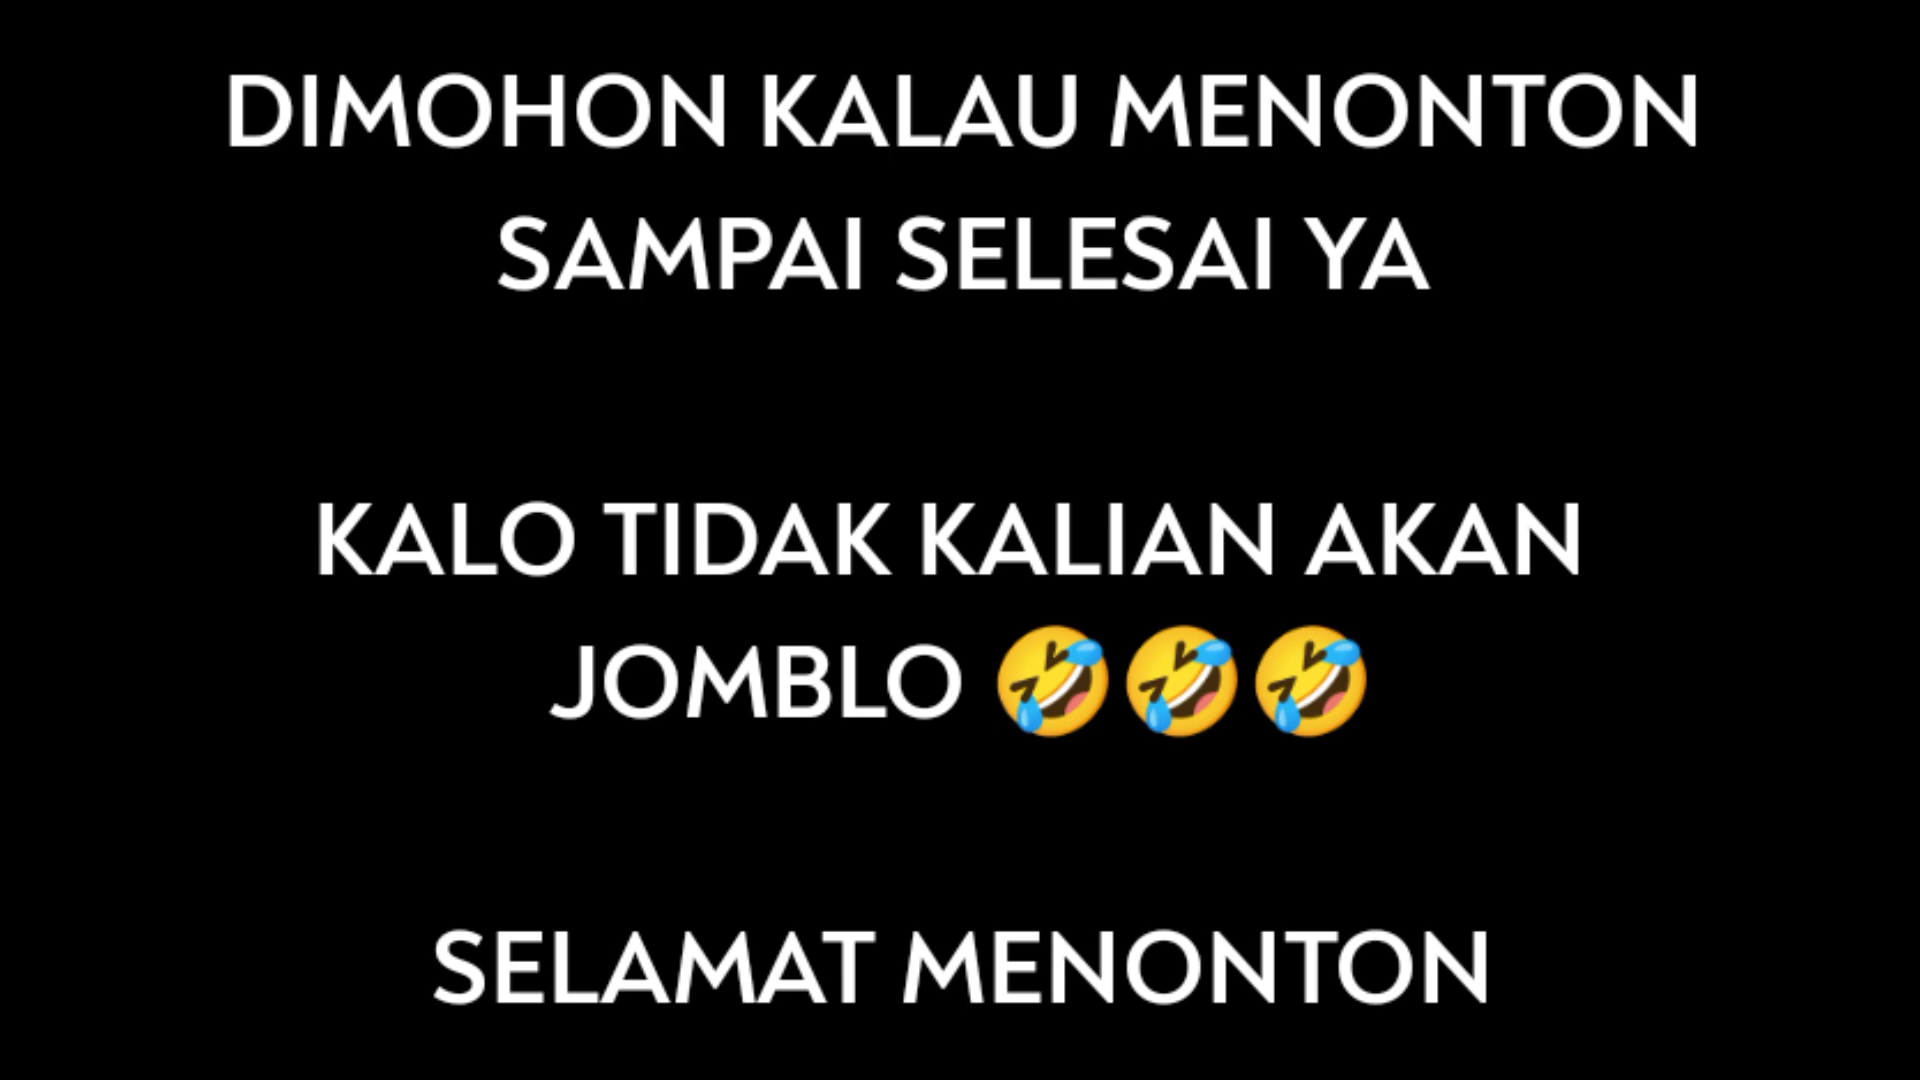 DIMOHON KALAU MENONTON
SAMPAI SELESAI YA
KALO TIDAK KALIAN AKAN
JOMBLO 🤣🤣🤣
SELAMAT MENONTON